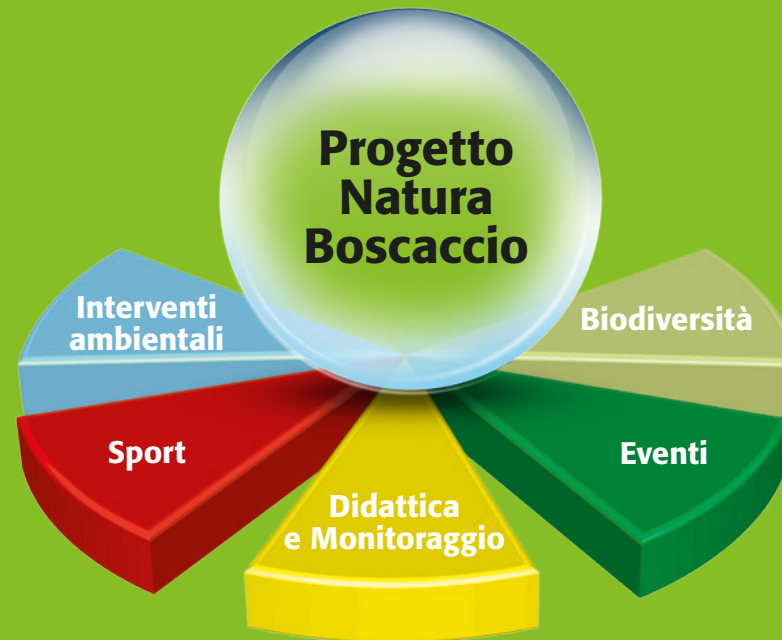 Progetto
Natura
Boscaccio
Interventi
ambientali
Biodiversità
Sport
Eventi
Didattica
e Monitoraggio